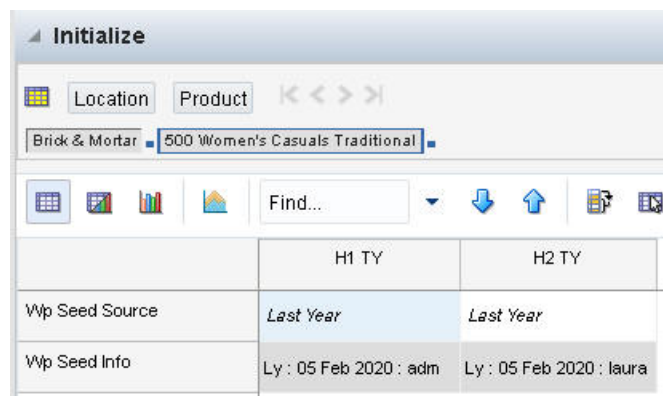 Initialize
Location Product
Brick & Mortar 500 Women's Casuals Traditional
Find...
H1 TY H2 TY
Wp Seed Source Last Year Last Year
Wp Seed Info Ly : 05 Feb 2020 : adm Ly : 05 Feb 2020 : laura